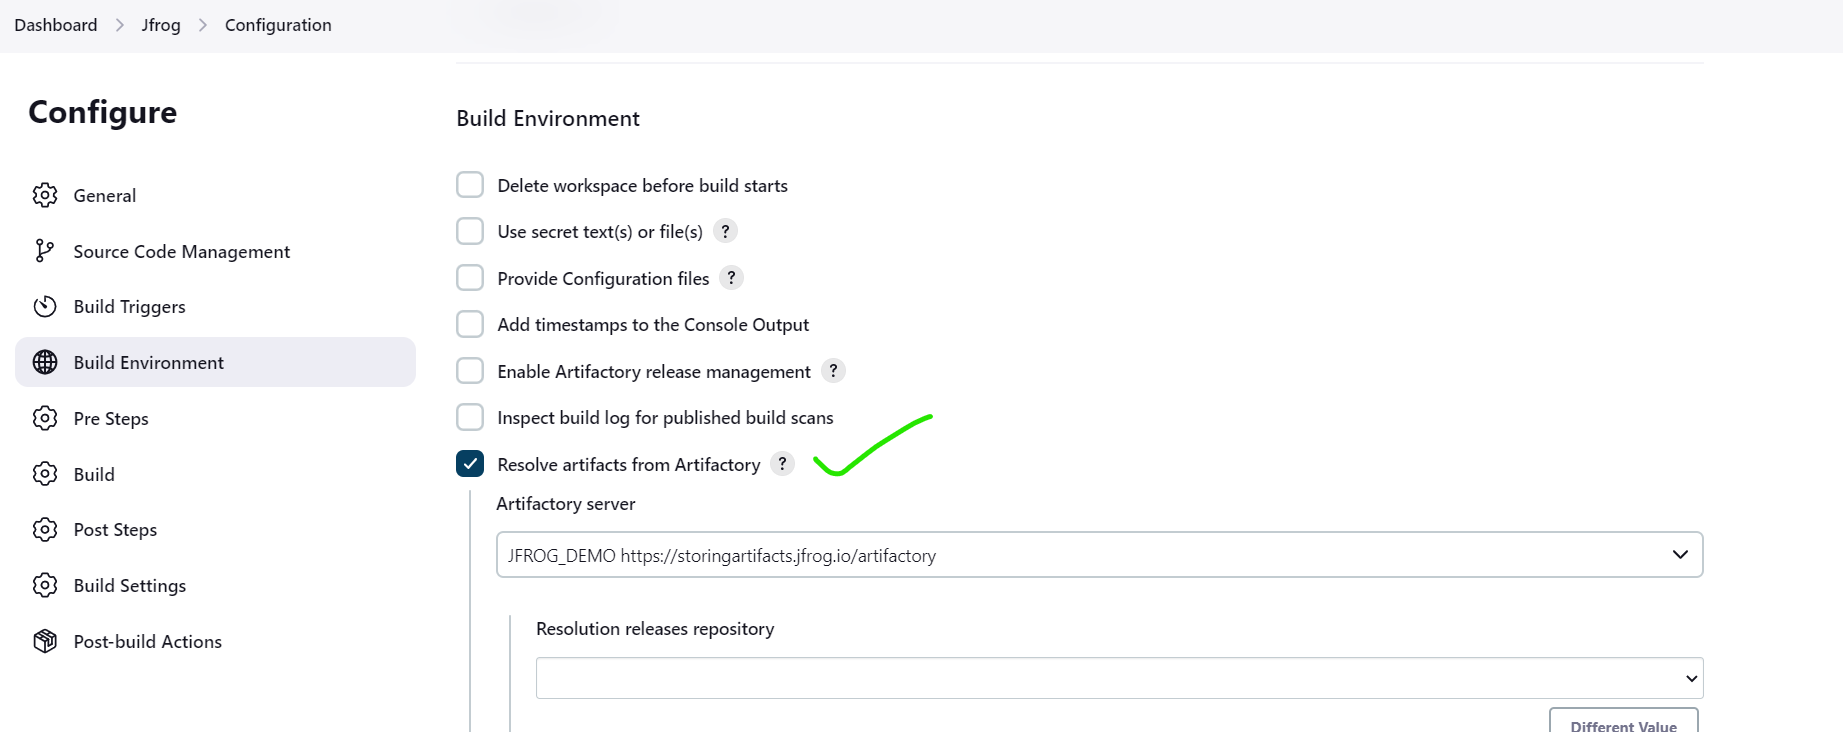 Dashboard > Jfrog > Configuration
Configure
General
Source Code Management
Build Triggers
Build Environment
Pre Steps
Build
Post Steps
Build Settings
Post-build Actions
Build Environment
Delete workspace before build starts
Use secret text(s) or file(s) ?
Provide Configuration files ?
Add timestamps to the Console Output
Enable Artifactory release management ?
Inspect build log for published build scans
Resolve artifacts from Artifactory ?
Artifactory server
JFROG_DEMO https://storingartifacts.jfrog.io/artifactory
Resolution releases repository
Different Value